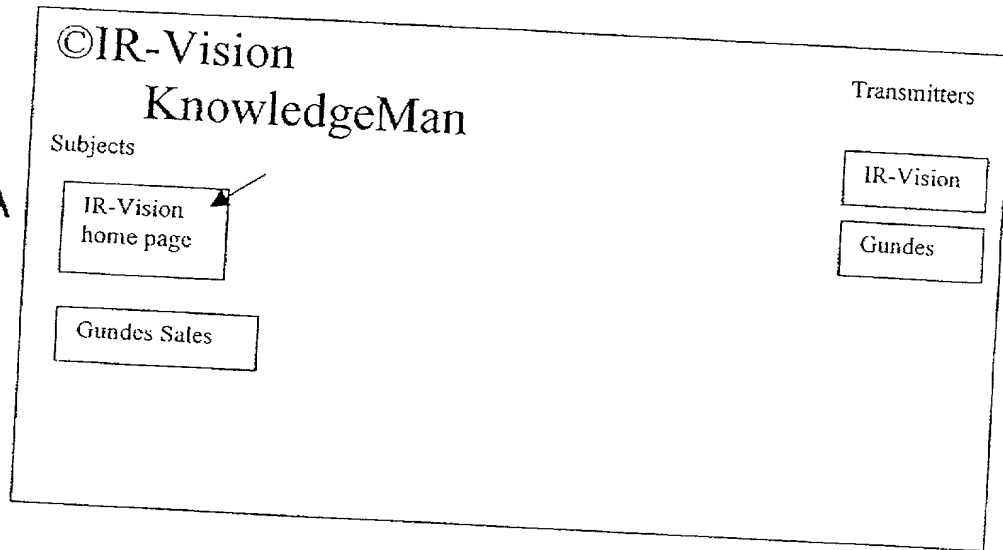 ©IR-Vision
KnowledgeMan
Transmitters
Subjects
IR-Vision
home page
Gundes Sales
IR-Vision
Gundes